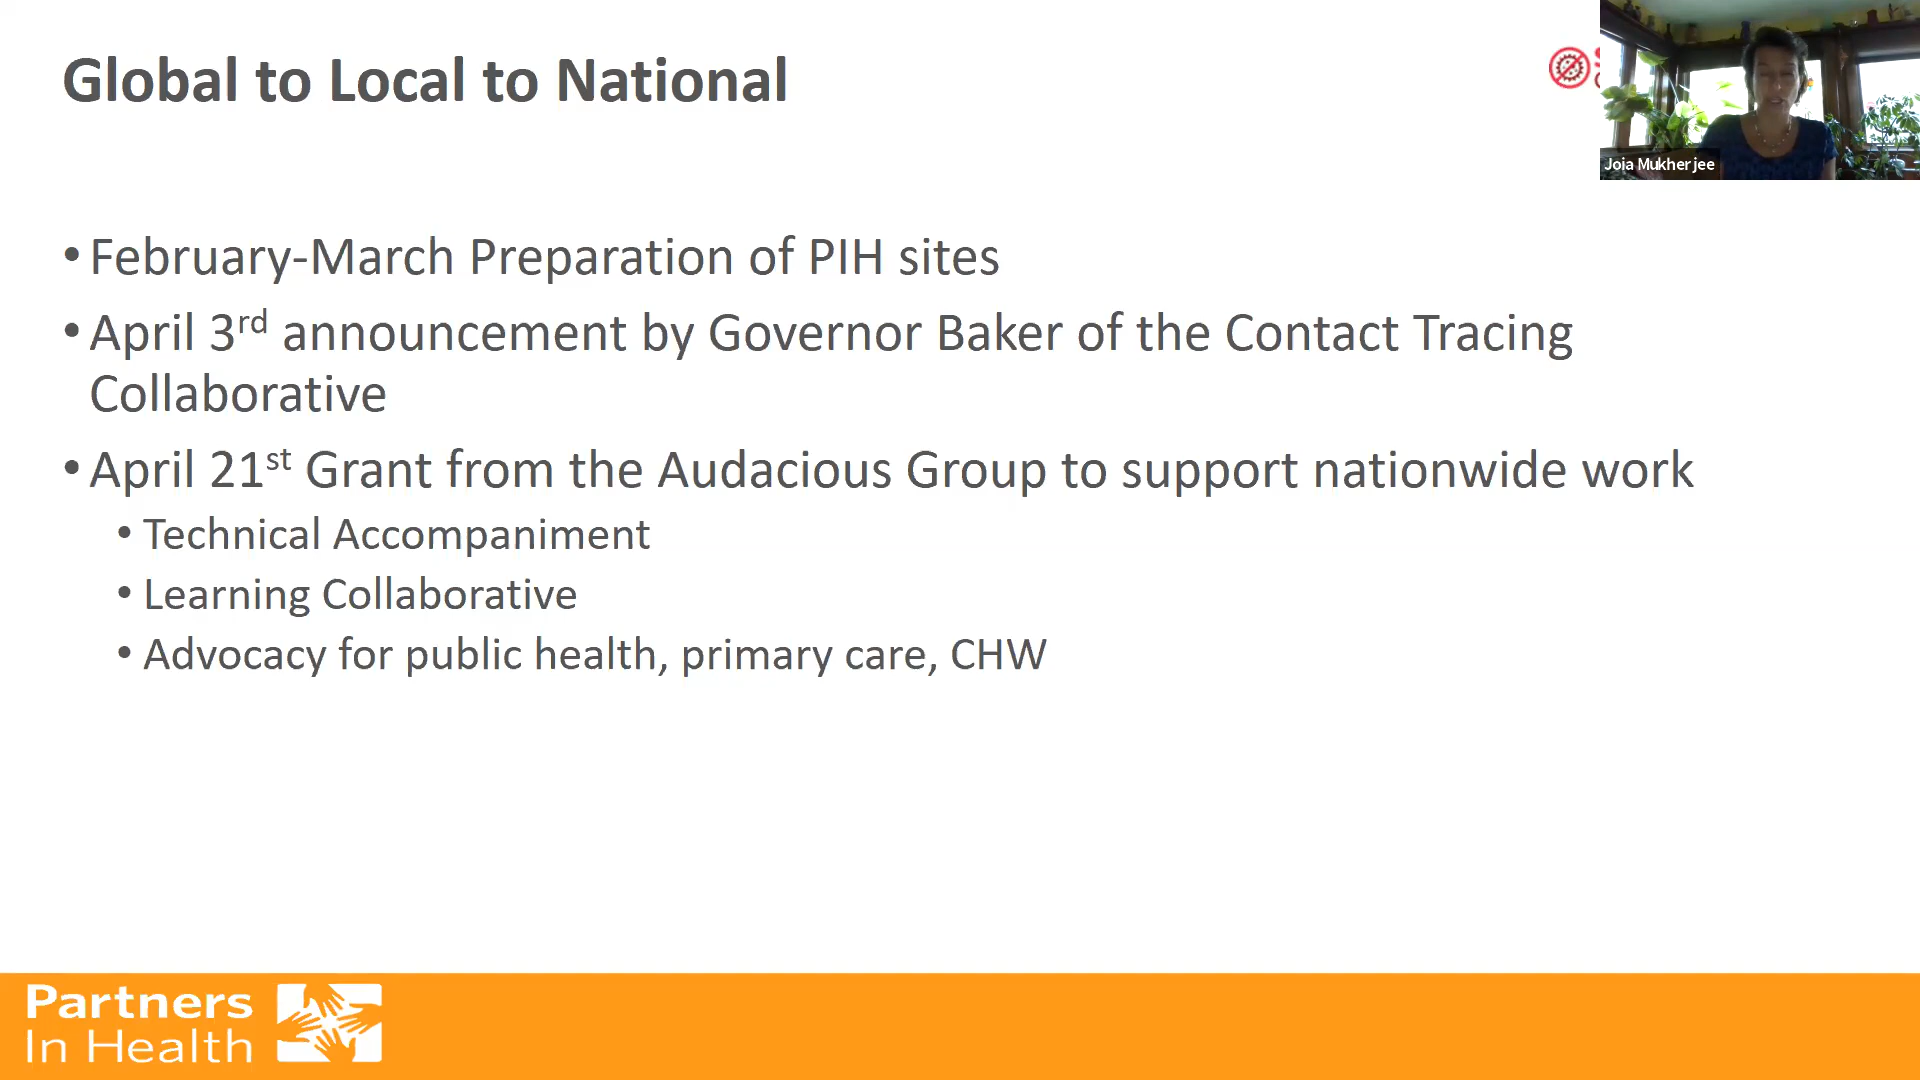 Global to Local to National
Joia Mukherjee
• February-March Preparation of PIH sites
• April 3rd announcement by Governor Baker of the Contact Tracing
Collaborative
• April 21st Grant from the Audacious Group to support nationwide work
• Technical Accompaniment
• Learning Collaborative
• Advocacy for public health, primary care, CHW
Partners
In Health